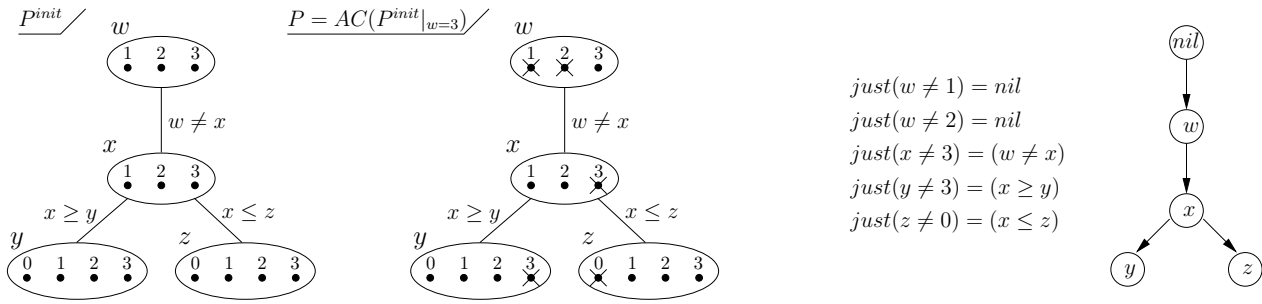 P^{init}
w
1 2 3
w ≠ x
x
1 2 3
x ≥ y
x ≤ z
y
0 1 2 3
z
0 1 2 3
P = AC(P^{init}|_{w=3})
w
1 2 3
w ≠ x
x
1 2 3
x ≥ y
x ≤ z
y
0 1 2 3
z
0 1 2 3
just(w ≠ 1) = nil
just(w ≠ 2) = nil
just(x ≠ 3) = (w ≠ x)
just(y ≠ 3) = (x ≥ y)
just(z ≠ 0) = (x ≤ z)
nil
w
x
y z